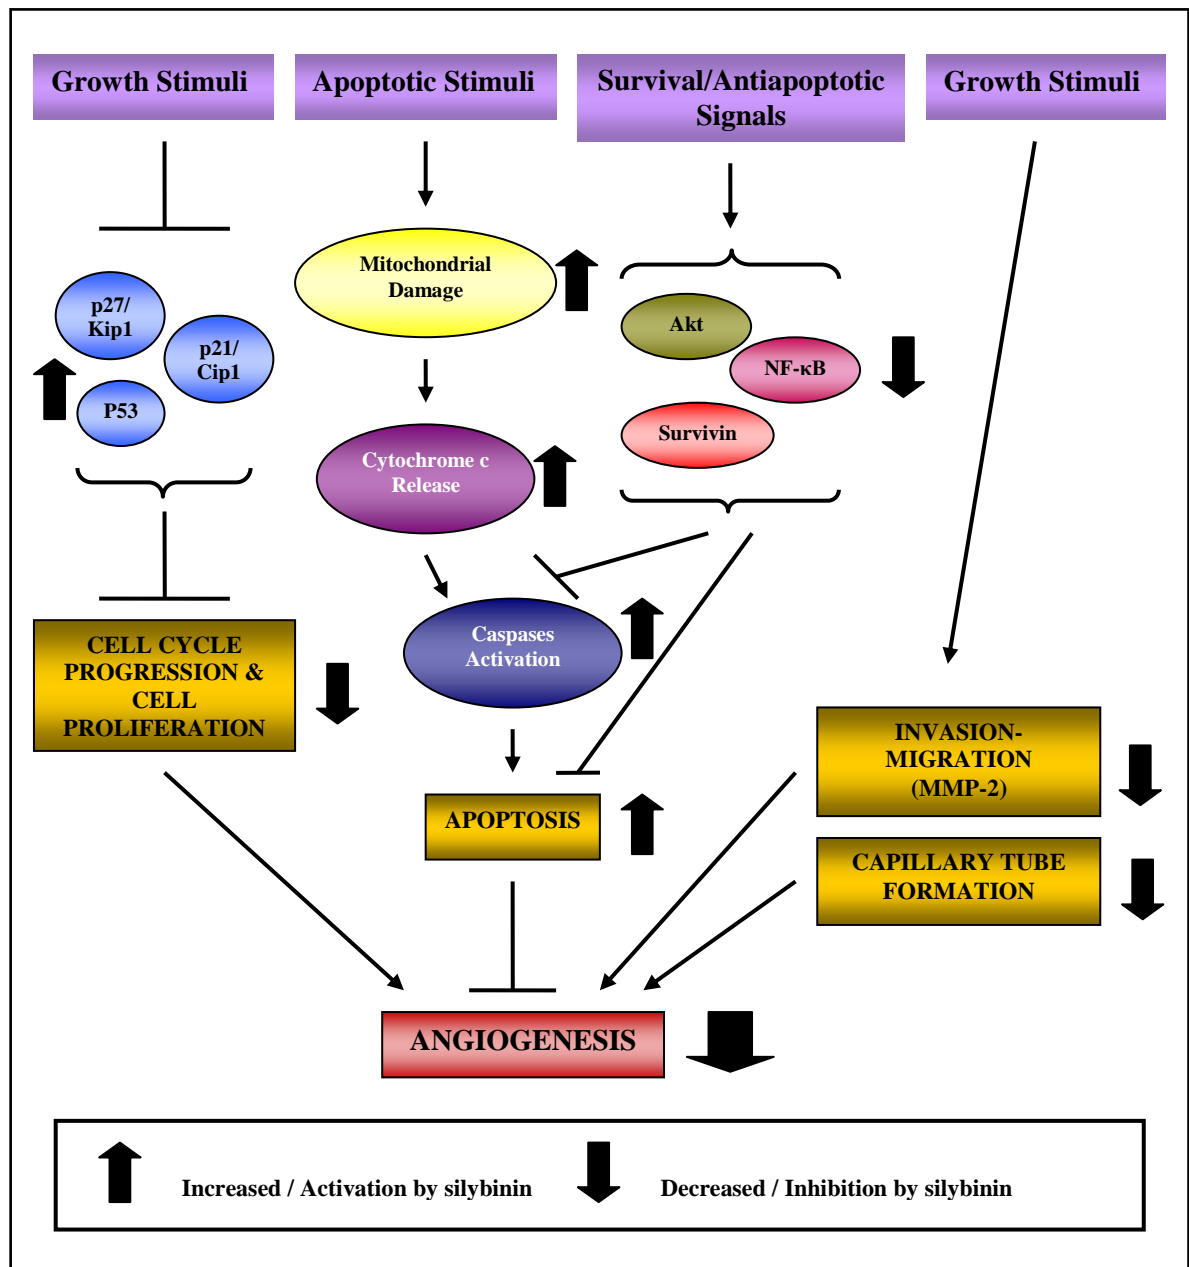 Growth Stimuli
Apoptotic Stimuli
Survival/Antiapoptotic
Signals
Growth Stimuli
p27/
Kip1
p21/
Cip1
P53
Mitochondrial
Damage
Akt
NF-κB
Survivin
Cytochrome c
Release
Caspases
Activation
CELL CYCLE
PROGRESSION &
CELL
PROLIFERATION
APOPTOSIS
INVASION-
MIGRATION
(MMP-2)
CAPILLARY TUBE
FORMATION
ANGIOGENESIS
Increased / Activation by silybinin
Decreased / Inhibition by silybinin